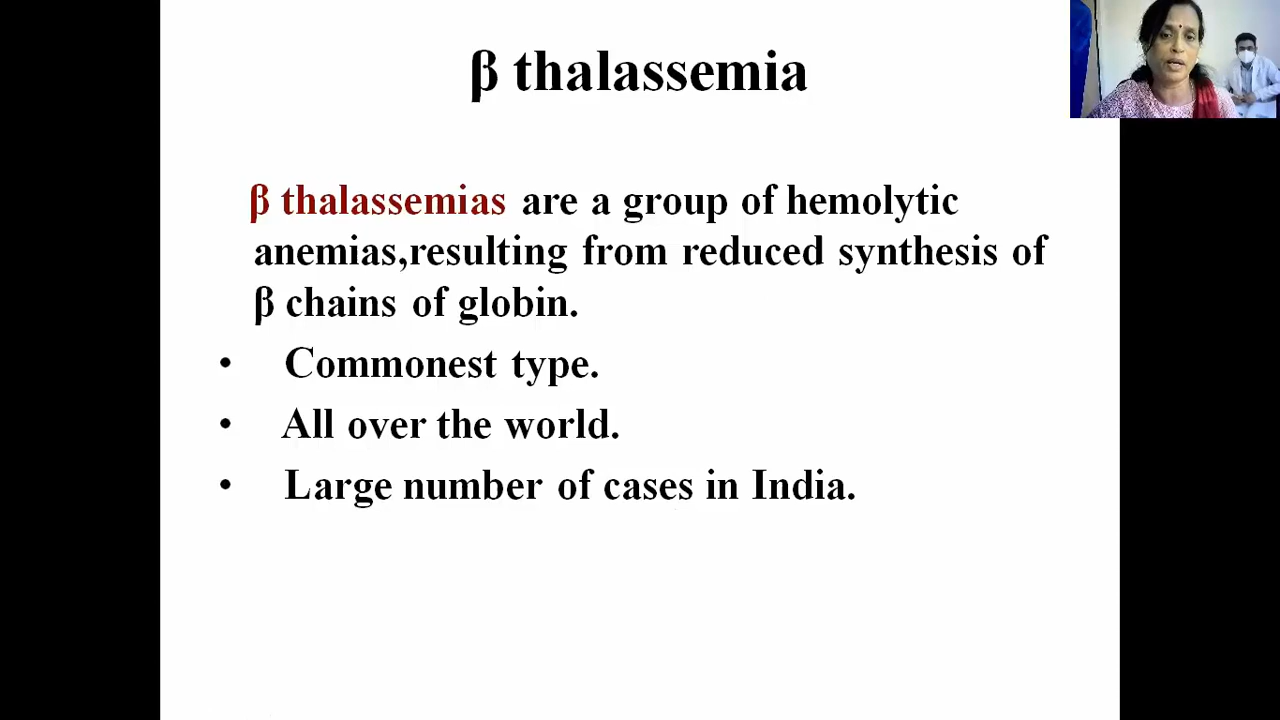 β thalassemia
β thalassemias are a group of hemolytic
anemias,resulting from reduced synthesis of
β chains of globin.
• Commonest type.
• All over the world.
• Large number of cases in India.